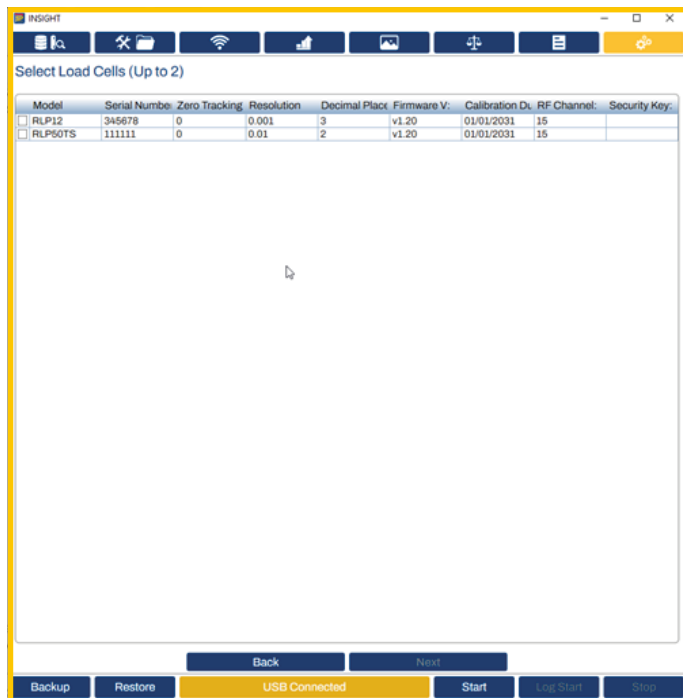 INSIGHT
Select Load Cells (Up to 2)
Model Serial Numbe Zero Tracking Resolution Decimal Place Firmware V: Calibration Du RF Channel: Security Key:
RLP12 345678 0 0.001 3 v1.20 01/01/2031 15
RLP50TS 111111 0 0.01 2 v1.20 01/01/2031 15
Back Next
Backup Restore USB Connected Start Log Start Stop